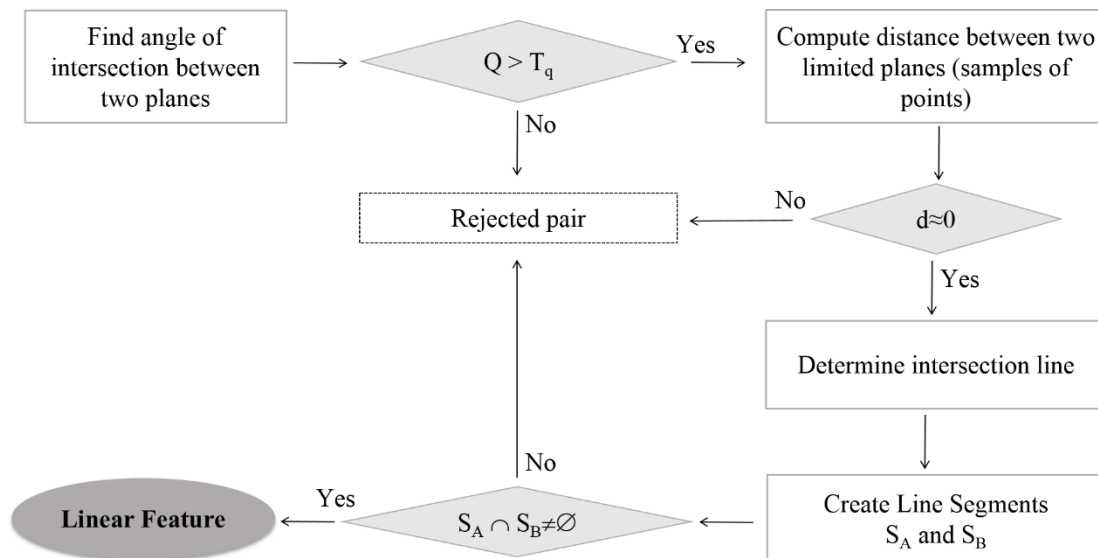 Find angle of
intersection between
two planes
Q > T_q
Yes
Compute distance between two
limited planes (samples of
points)
No
Rejected pair
No
d≈0
Yes
Determine intersection line
Create Line Segments
S_A and S_B
No
S_A ∩ S_B≠∅
Yes
Linear Feature